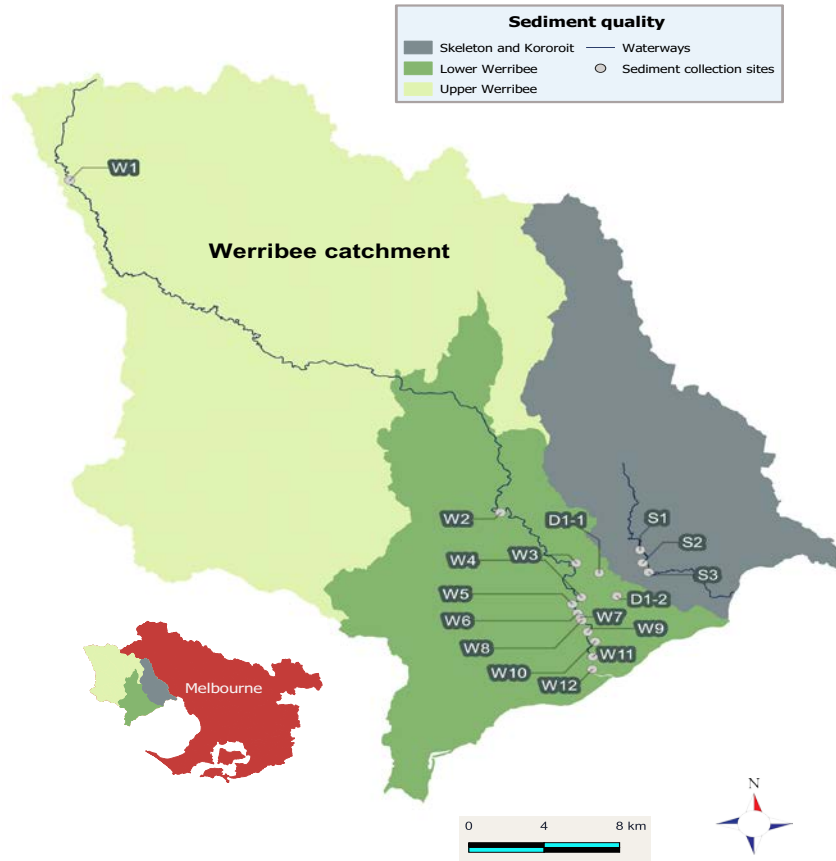 Sediment quality
Skeleton and Kororoit
Waterways
Lower Werribee
Sediment collection sites
Upper Werribee
W1
Werribee catchment
W2
D1-1
S1
S2
W3
W4
S3
W5
D1-2
W6
W7
W9
W8
W11
W10
W12
Melbourne
N
0 4 8 km